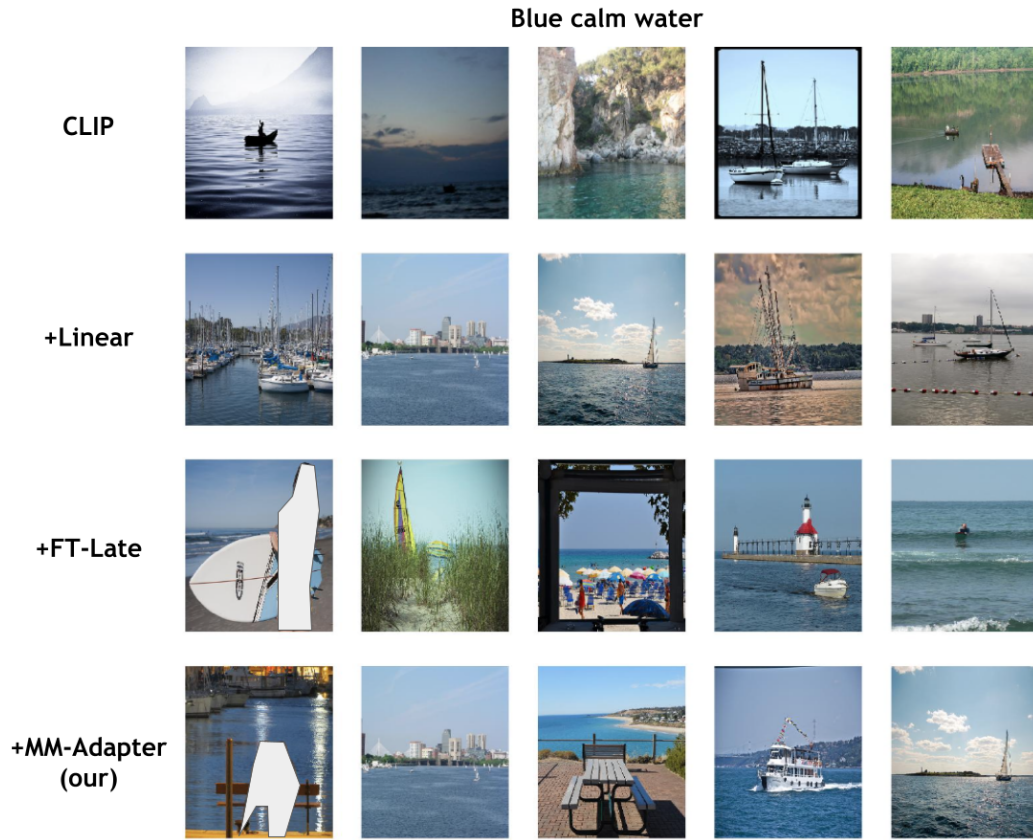 Blue calm water
CLIP
+Linear
+FT-Late
+MM-Adapter
(our)